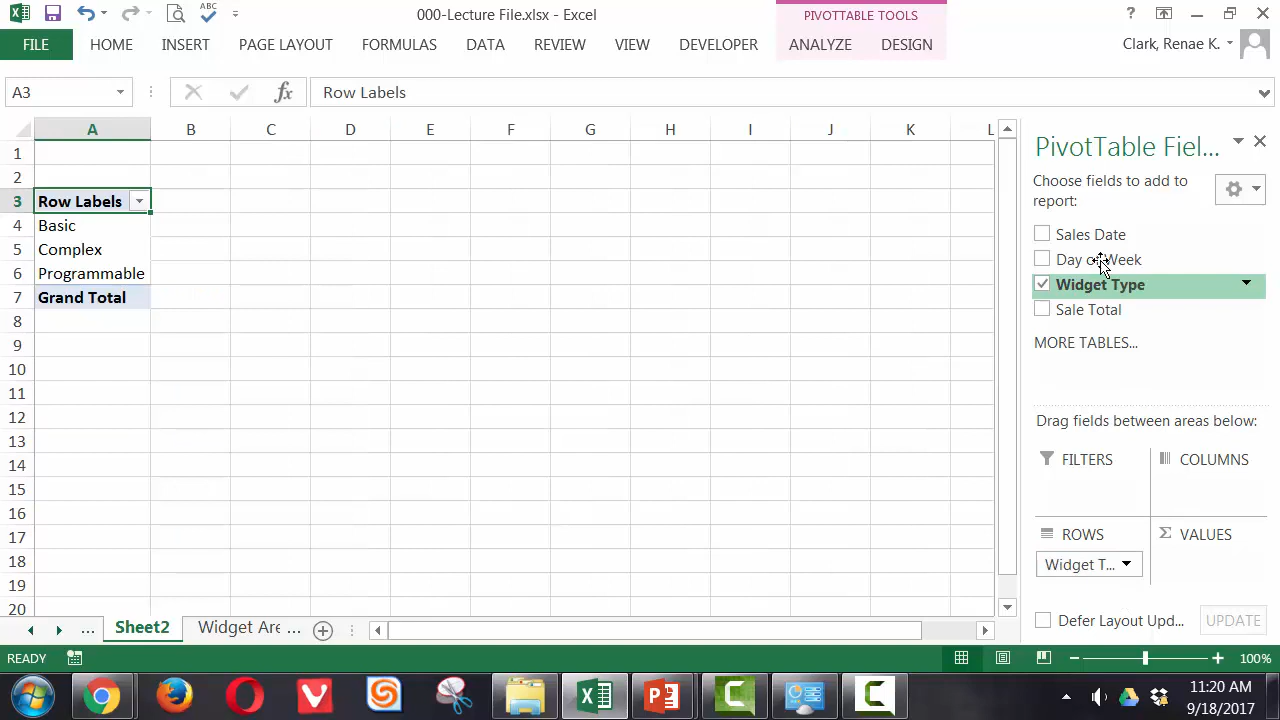 000-Lecture File.xlsx - Excel
PIVOTTABLE TOOLS
?
ABC
FILE HOME INSERT PAGE LAYOUT FORMULAS DATA REVIEW VIEW DEVELOPER ANALYZE DESIGN Clark, Renae K.
A3 fx Row Labels
A B C D E F G H I J K L
1
2
3 Row Labels
4 Basic
5 Complex
6 Programmable
7 Grand Total
8
9
10
11
12
13
14
15
16
17
18
19
20
PivotTable Fiel...
Choose fields to add to
report:
Sales Date
Day of Week
Widget Type
Sale Total
MORE TABLES...
Drag fields between areas below:
FILTERS COLUMNS
ROWS Σ VALUES
Widget T...
Defer Layout Upd... UPDATE
... Sheet2 Widget Are ...
READY 100%
11:20 AM
9/18/2017